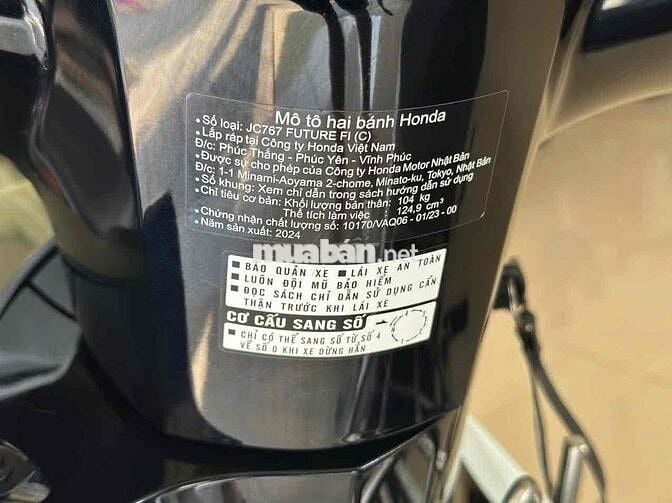 Mô tô hai bánh Honda
• Số loại: JC767 FUTURE FI (C)
• Lắp ráp tại Công ty Honda Việt Nam
Đ/c: Phúc Thắng - Phúc Yên - Vĩnh Phúc
• Được sự cho phép của Công ty Honda Motor Nhật Bản
Đ/c: 1-1 Minami-Aoyama 2-chome, Minato-ku, Tokyo, Nhật Bản
• Số khung: Xem chỉ dẫn trong sách hướng dẫn sử dụng
• Chỉ tiêu cơ bản: Khối lượng bản thân: 104 kg
Thể tích làm việc 124,9 cm³
• Chứng nhận chất lượng số: 10170/VAQ06 - 01/23 - 00
• Năm sản xuất: 2024
muaban.net
■ BẢO QUẢN XE ■ LÁI XE AN TOÀN
■ LUÔN ĐỘI MŨ BẢO HIỂM
■ ĐỌC SÁCH CHỈ DẪN SỬ DỤNG CẨN
THẬN TRƯỚC KHI LÁI XE
CƠ CẤU SANG SỐ
■ CHỈ CÓ THỂ SANG SỐ TỪ SỐ 4
VỀ SỐ 0 KHI XE DỪNG HẲN